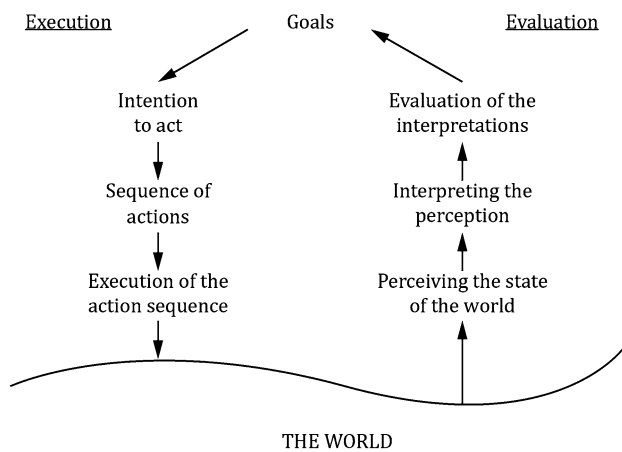 Execution
Goals
Evaluation
Intention
to act
Evaluation of the
interpretations
Sequence of
actions
Interpreting the
perception
Execution of the
action sequence
Perceiving the state
of the world
THE WORLD